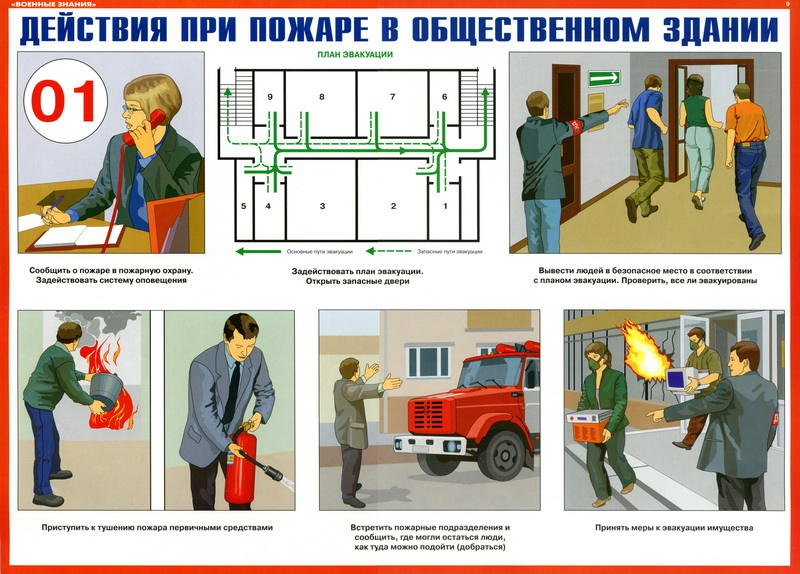 «ВОЕННЫЕ ЗНАНИЯ»
9
ДЕЙСТВИЯ ПРИ ПОЖАРЕ В ОБЩЕСТВЕННОМ ЗДАНИИ
01
ПЛАН ЭВАКУАЦИИ
9 8 7 6
5 4 3 2 1
Основные пути эвакуации
Запасные пути эвакуации
Сообщить о пожаре в пожарную охрану.
Задействовать систему оповещения
Задействовать план эвакуации.
Открыть запасные двери
Вывести людей в безопасное место в соответствии
с планом эвакуации. Проверить, все ли эвакуированы
Приступить к тушению пожара первичными средствами
Встретить пожарные подразделения и
сообщить, где могли остаться люди,
как туда можно подойти (добраться)
Принять меры к эвакуации имущества